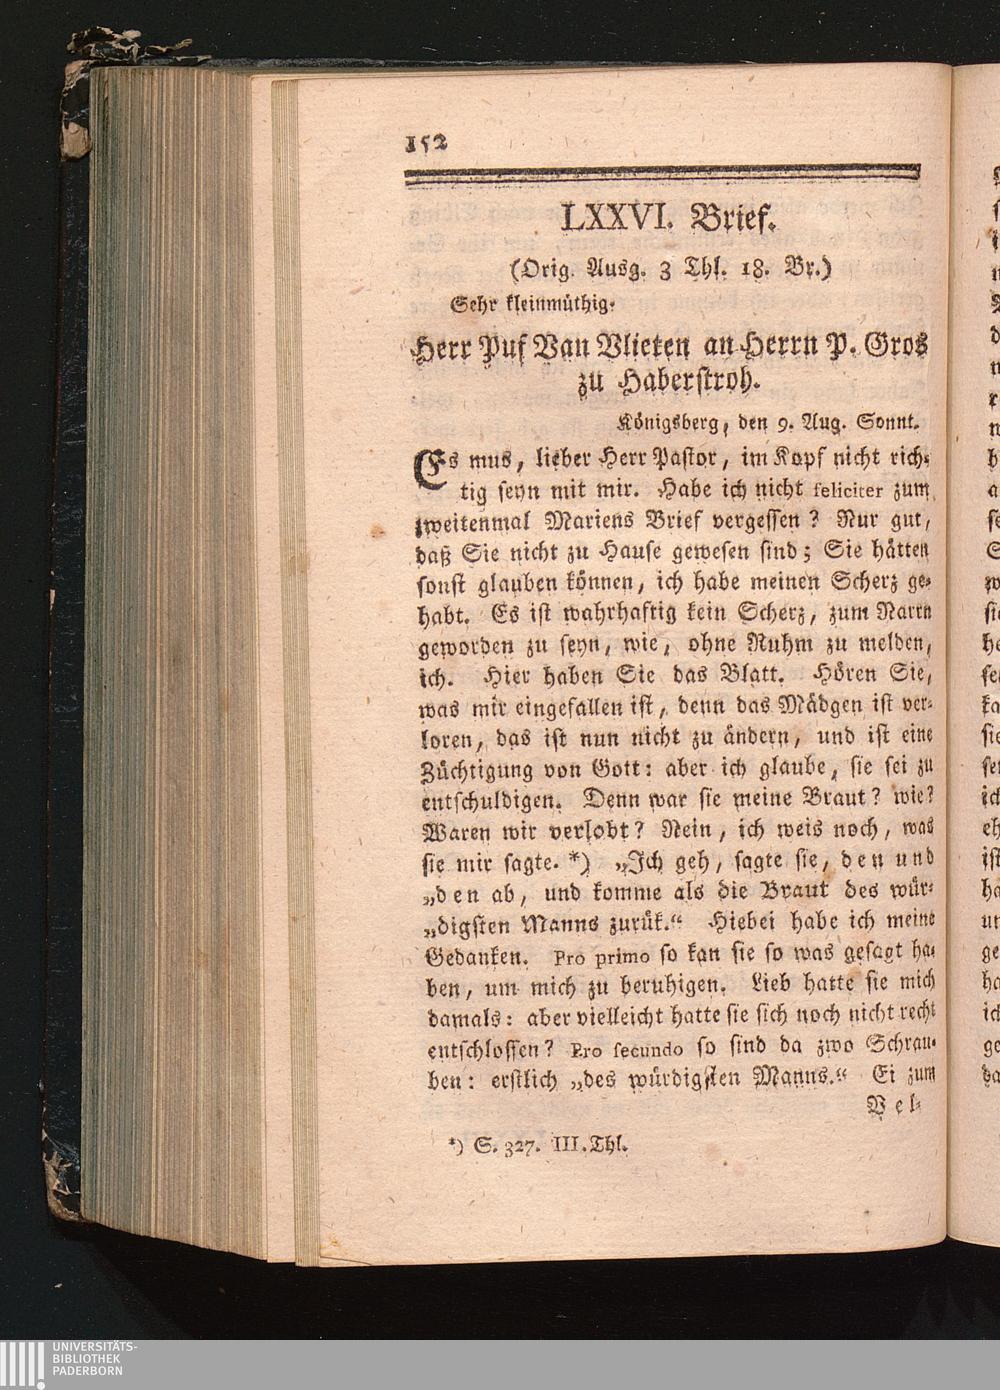 152
LXXVI. Brief.
(Orig. Ausg. 3 Thl. 18. Br.)
Sehr kleinmüthig.
Herr Puf Van Vlieten an Herrn P. Gros
zu Haberstroh.
Königsberg, den 9. Aug. Sonnt.
Es mus, lieber Herr Pastor, im Kopf nicht rich-
tig seyn mit mir. Habe ich nicht feliciter zum
zweitenmal Mariens Brief vergessen? Nur gut,
daß Sie nicht zu Hause gewesen sind; Sie hätten
sonst glauben können, ich habe meinen Scherz ge-
habt. Es ist wahrhaftig kein Scherz, zum Narrn
geworden zu seyn, wie, ohne Ruhm zu melden,
ich. Hier haben Sie das Blatt. Hören Sie,
was mir eingefallen ist, denn das Mädgen ist ver-
loren, das ist nun nicht zu ändern, und ist eine
Züchtigung von Gott: aber ich glaube, sie sei zu
entschuldigen. Denn war sie meine Braut? wie?
Waren wir verlobt? Nein, ich weis noch, was
sie mir sagte. *) „Ich geh, sagte sie, den und
„den ab, und komme als die Braut des wür-
„digsten Manns zurük.“ Hiebei habe ich meine
Gedanken. Pro primo so kan sie so was gesagt ha-
ben, um mich zu beruhigen. Lieb hatte sie mich
damals: aber vielleicht hatte sie sich noch nicht recht
entschlossen? Pro secundo so sind da zwo Schrau-
ben: erstlich „des würdigsten Manns.“ Ei zum
Vel-
*) S. 327. III. Thl.
UNIVERSITÄTS-
BIBLIOTHEK
PADERBORN